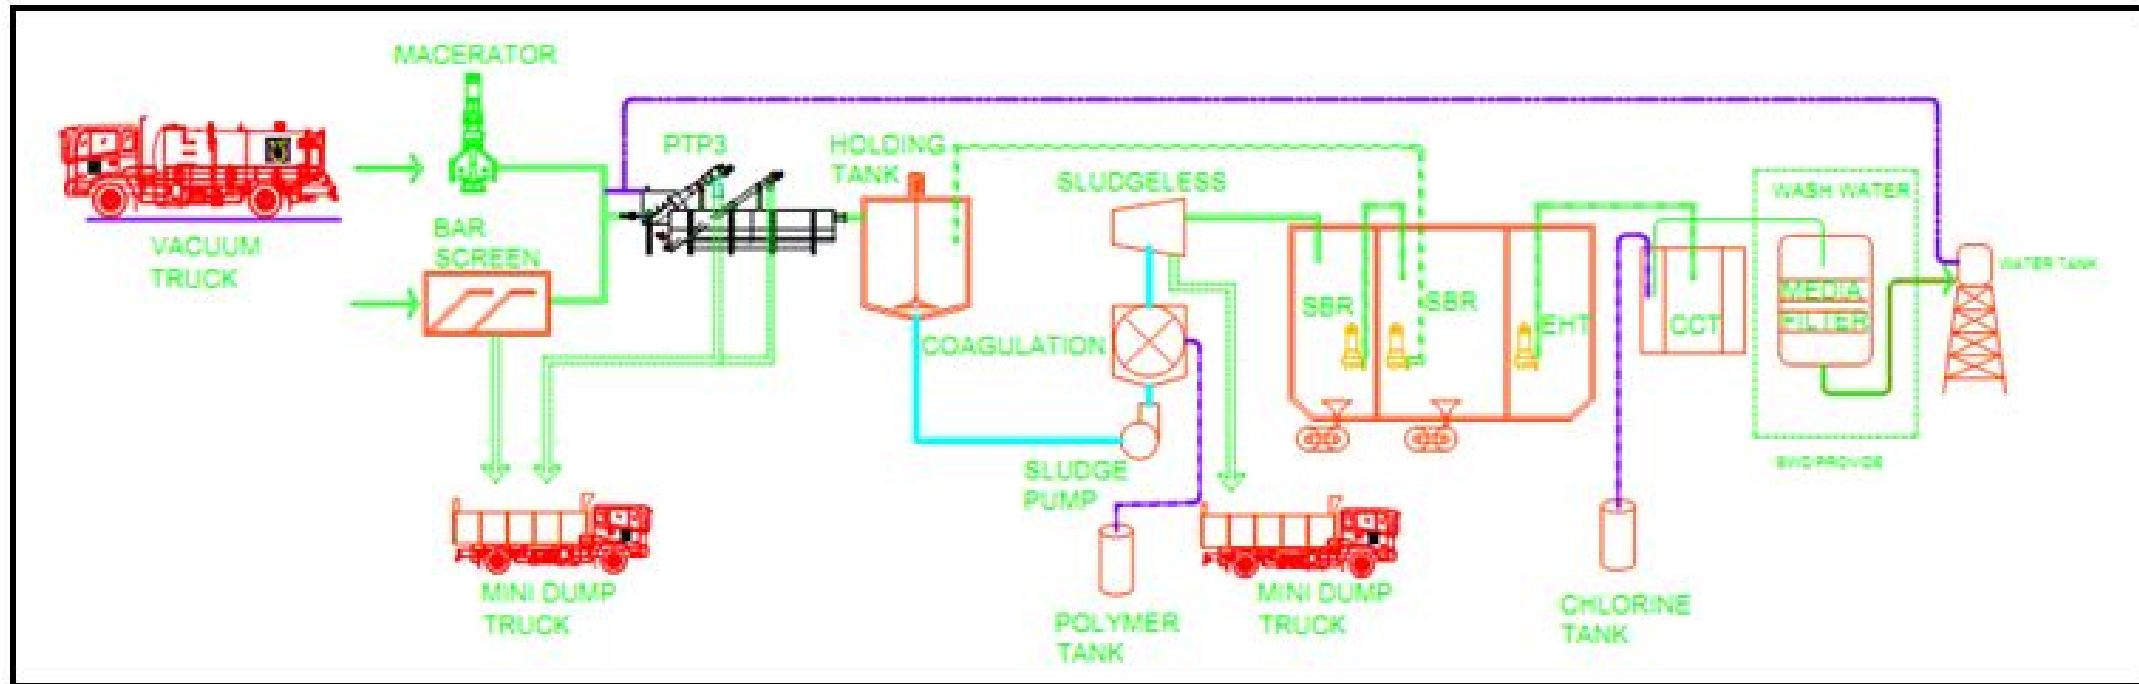 MACERATOR
PTP3
HOLDING
TANK
SLUDGELESS
WASH WATER
VACUUM
TRUCK
BAR
SCREEN
WATER TANK
SBR
SBR
EHT
CCT
MEDIA
FILTER
COAGULATION
SLUDGE
PUMP
MINI DUMP
TRUCK
POLYMER
TANK
MINI DUMP
TRUCK
CHLORINE
TANK
PROVIDE